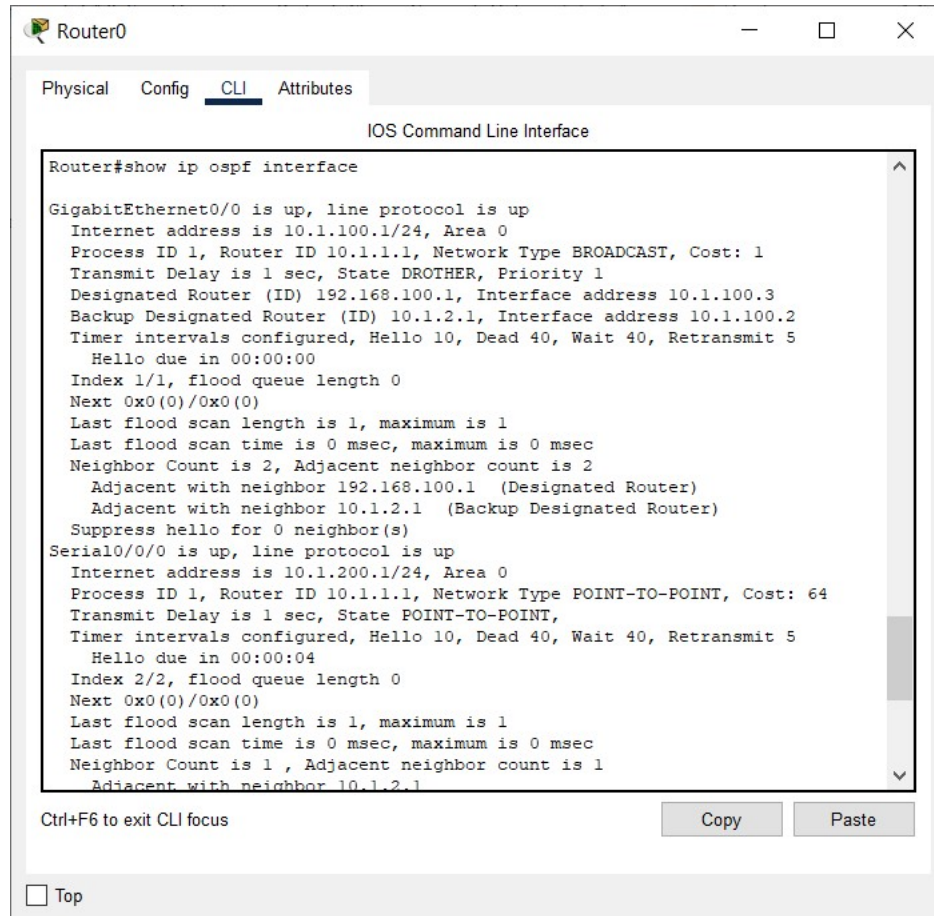 Router0
Physical Config CLI Attributes
IOS Command Line Interface
Router#show ip ospf interface
GigabitEthernet0/0 is up, line protocol is up
Internet address is 10.1.100.1/24, Area 0
Process ID 1, Router ID 10.1.1.1, Network Type BROADCAST, Cost: 1
Transmit Delay is 1 sec, State DROTHER, Priority 1
Designated Router (ID) 192.168.100.1, Interface address 10.1.100.3
Backup Designated Router (ID) 10.1.2.1, Interface address 10.1.100.2
Timer intervals configured, Hello 10, Dead 40, Wait 40, Retransmit 5
Hello due in 00:00:00
Index 1/1, flood queue length 0
Next 0x0(0)/0x0(0)
Last flood scan length is 1, maximum is 1
Last flood scan time is 0 msec, maximum is 0 msec
Neighbor Count is 2, Adjacent neighbor count is 2
Adjacent with neighbor 192.168.100.1 (Designated Router)
Adjacent with neighbor 10.1.2.1 (Backup Designated Router)
Suppress hello for 0 neighbor(s)
Serial0/0/0 is up, line protocol is up
Internet address is 10.1.200.1/24, Area 0
Process ID 1, Router ID 10.1.1.1, Network Type POINT-TO-POINT, Cost: 64
Transmit Delay is 1 sec, State POINT-TO-POINT,
Timer intervals configured, Hello 10, Dead 40, Wait 40, Retransmit 5
Hello due in 00:00:04
Index 2/2, flood queue length 0
Next 0x0(0)/0x0(0)
Last flood scan length is 1, maximum is 1
Last flood scan time is 0 msec, maximum is 0 msec
Neighbor Count is 1 , Adjacent neighbor count is 1
Adjacent with neighbor 10.1.2.1
Ctrl+F6 to exit CLI focus
Copy Paste
Top